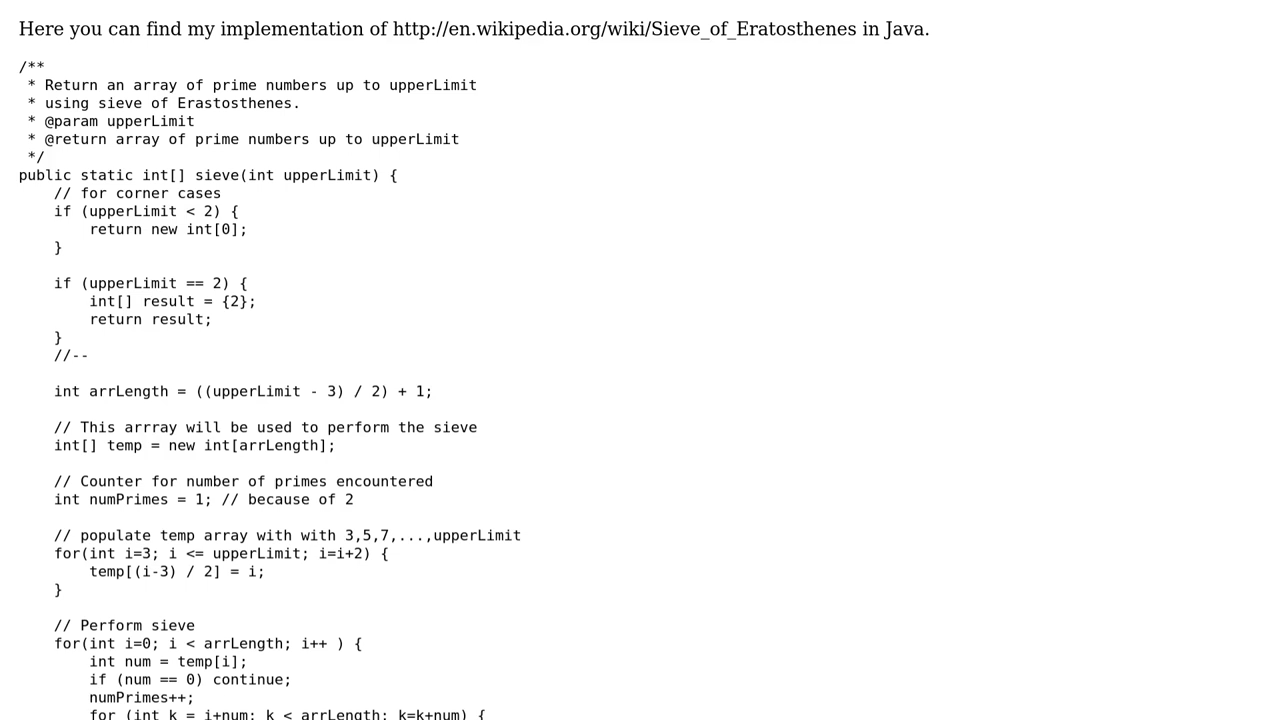 Here you can find my implementation of http://en.wikipedia.org/wiki/Sieve_of_Eratosthenes in Java.
/**
 * Return an array of prime numbers up to upperLimit
 * using sieve of Erastosthenes.
 * @param upperLimit
 * @return array of prime numbers up to upperLimit
 */
public static int[] sieve(int upperLimit) {
    // for corner cases
    if (upperLimit < 2) {
        return new int[0];
    }

    if (upperLimit == 2) {
        int[] result = {2};
        return result;
    }
    //--

    int arrLength = ((upperLimit - 3) / 2) + 1;

    // This arrray will be used to perform the sieve
    int[] temp = new int[arrLength];

    // Counter for number of primes encountered
    int numPrimes = 1; // because of 2

    // populate temp array with with 3,5,7,...,upperLimit
    for(int i=3; i <= upperLimit; i=i+2) {
        temp[(i-3) / 2] = i;
    }

    // Perform sieve
    for(int i=0; i < arrLength; i++ ) {
        int num = temp[i];
        if (num == 0) continue;
        numPrimes++;
        for (int k = i+num; k < arrLength; k=k+num) {